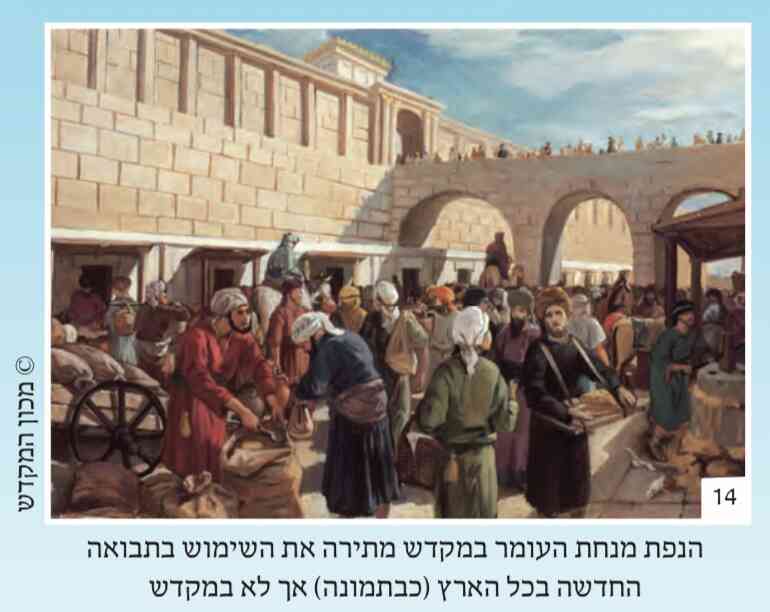 © מכון המקדש
14
הנפת מנחת העומר במקדש מתירה את השימוש בתבואה
החדשה בכל הארץ (כבתמונה) אך לא במקדש